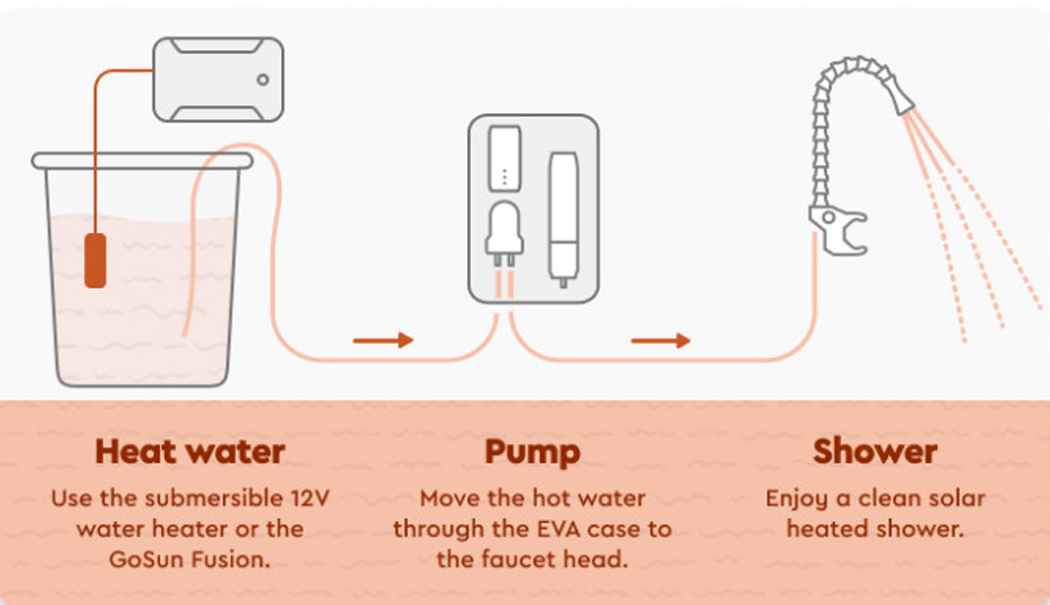 Heat water
Use the submersible 12V
water heater or the
GoSun Fusion.
Pump
Move the hot water
through the EVA case to
the faucet head.
Shower
Enjoy a clean solar
heated shower.